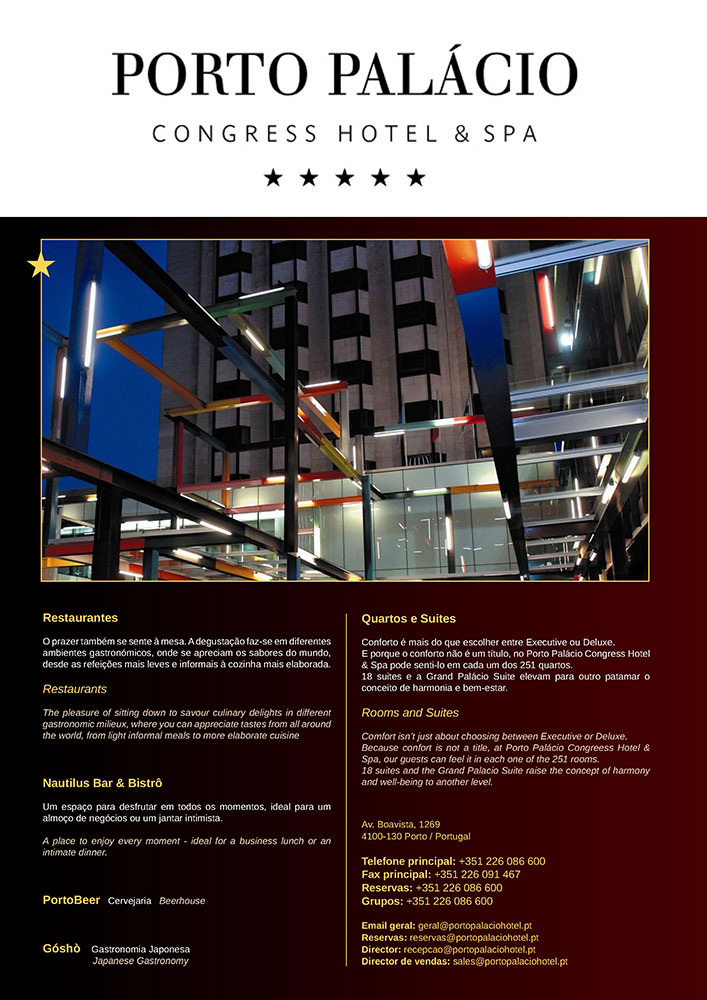 PORTO PALÁCIO
CONGRESS HOTEL & SPA
Restaurantes
O prazer também se sente à mesa. A degustação faz-se em diferentes
ambientes gastronómicos, onde se apreciam os sabores do mundo,
desde as refeições mais leves e informais à cozinha mais elaborada.
Restaurants
The pleasure of sitting down to savour culinary delights in different
gastronomic milieux, where you can appreciate tastes from all around
the world, from light informal meals to more elaborate cuisine
Nautilus Bar & Bistrô
Um espaço para desfrutar em todos os momentos, ideal para um
almoço de negócios ou um jantar intimista.
A place to enjoy every moment - ideal for a business lunch or an
intimate dinner.
PortoBeer Cervejaria Beerhouse
Góshò Gastronomia Japonesa
Japanese Gastronomy
Quartos e Suites
Conforto é mais do que escolher entre Executive ou Deluxe.
E porque o conforto não é um título, no Porto Palácio Congress Hotel
& Spa pode senti-lo em cada um dos 251 quartos.
18 suites e a Grand Palácio Suite elevam para outro patamar o
conceito de harmonia e bem-estar.
Rooms and Suites
Comfort isn't just about choosing between Executive or Deluxe.
Because confort is not a title, at Porto Palácio Congreess Hotel &
Spa, our guests can feel it in each one of the 251 rooms.
18 suites and the Grand Palacio Suite raise the concept of harmony
and well-being to another level.
Av. Boavista, 1269
4100-130 Porto / Portugal
Telefone principal: +351 226 086 600
Fax principal: +351 226 091 467
Reservas: +351 226 086 600
Grupos: +351 226 086 600
Email geral: geral@portopalaciohotel.pt
Reservas: reservas@portopalaciohotel.pt
Director: recepcao@portopalaciohotel.pt
Director de vendas: sales@portopalaciohotel.pt